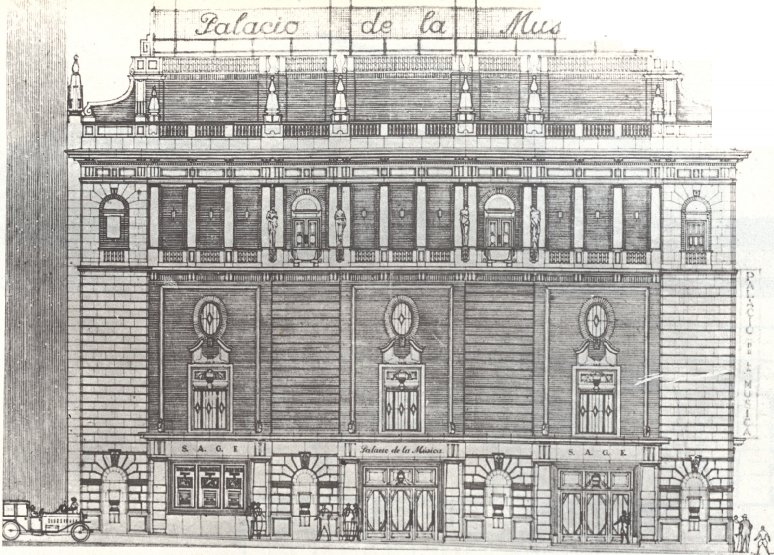 Palacio de la Mus
PALACIO DE LA MUSICA
S. A. G. E.
Palacio de la Música
S. A. G. E.